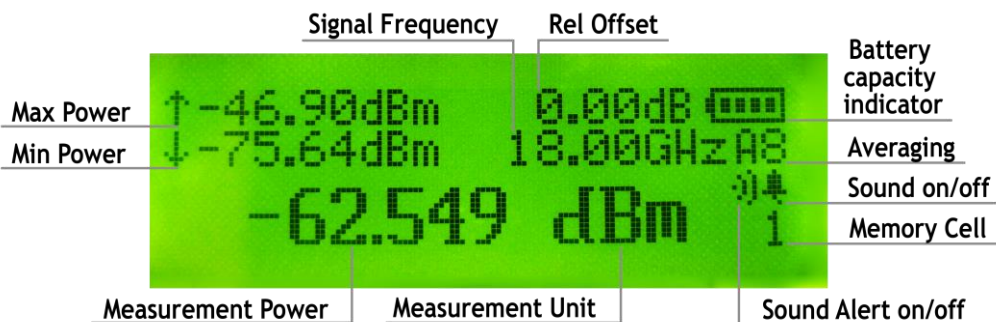 Signal Frequency Rel Offset
Battery
capacity
indicator
Max Power ↑-46.90dBm 0.00dB
Min Power ↓-75.64dBm 18.00GHz A8 Averaging
Sound on/off
-62.549 dBm 1 Memory Cell
Measurement Power Measurement Unit Sound Alert on/off